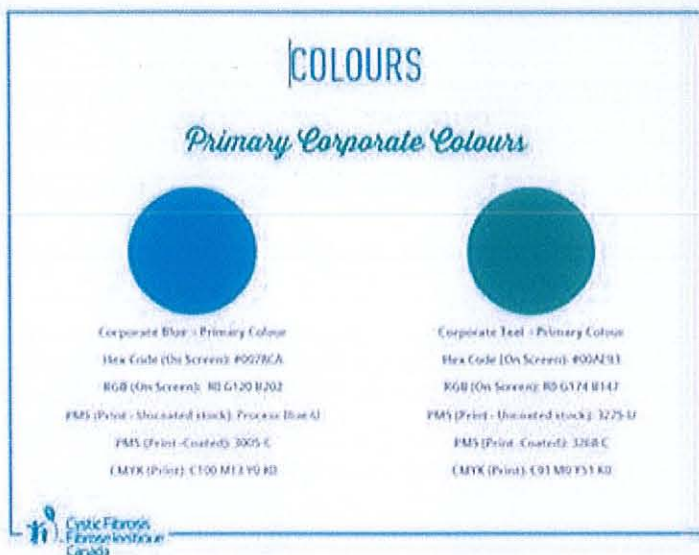 COLOURS
Primary Corporate Colours
Corporate Blue - Primary Colour
Hex Code (On Screen): #0078CA
RGB (On Screen): R0 G120 B202
PMS (Print - Uncoated stock): Process Blue U
PMS (Print -Coated): 3005 C
CMYK (Print): C100 M13 Y0 K0
Corporate Teel - Primary Colour
Hex Code (On Screen): #00AE93
RGB (On Screen): R0 G174 B147
PMS (Print - Uncoated stock): 3275 U
PMS (Print -Coated): 3268 C
CMYK (Print): C91 M0 Y51 K0
Cystic Fibrosis
Fibrose kystique
Canada